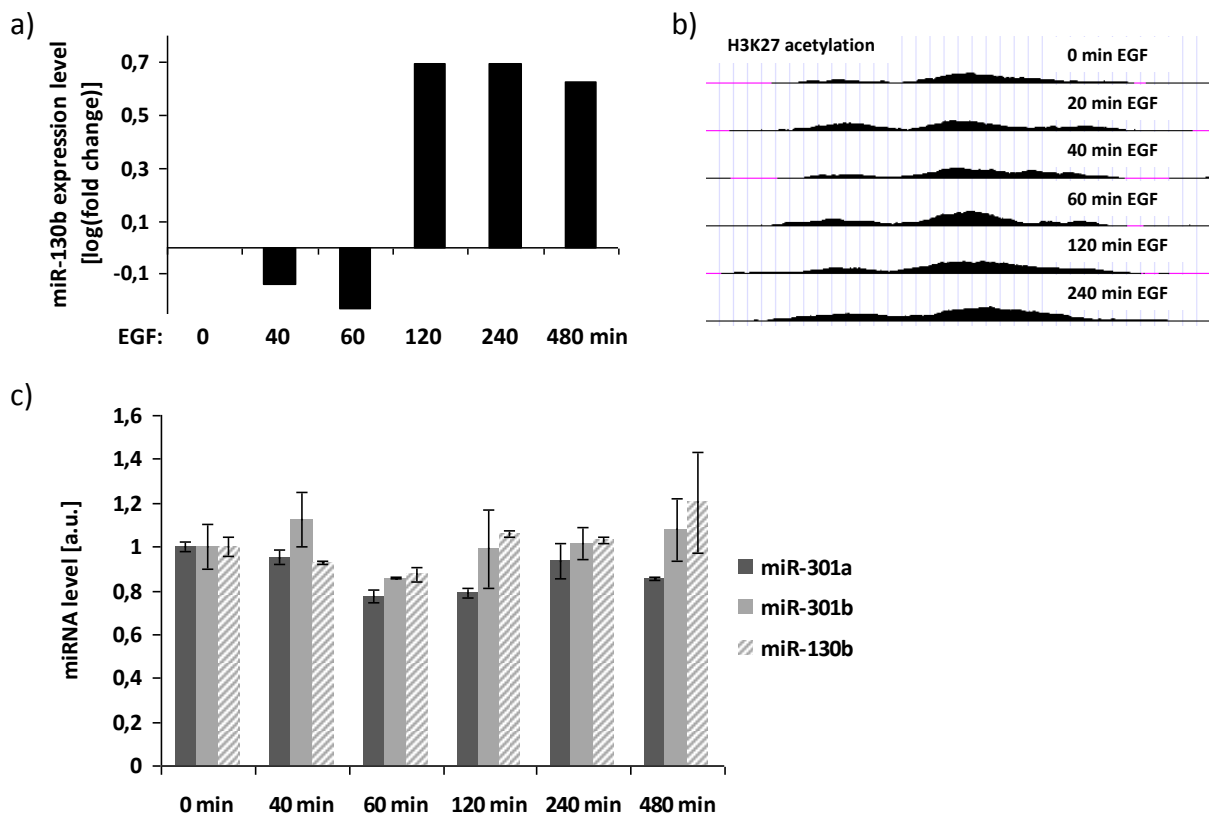 a)
miR-130b expression level
[log(fold change)]
0,7
0,5
0,3
0,1
-0,1
EGF: 0 40 60 120 240 480 min
b)
H3K27 acetylation
0 min EGF
20 min EGF
40 min EGF
60 min EGF
120 min EGF
240 min EGF
c)
miRNA level [a.u.]
1,6
1,4
1,2
1
0,8
0,6
0,4
0,2
0
0 min 40 min 60 min 120 min 240 min 480 min
miR-301a
miR-301b
miR-130b